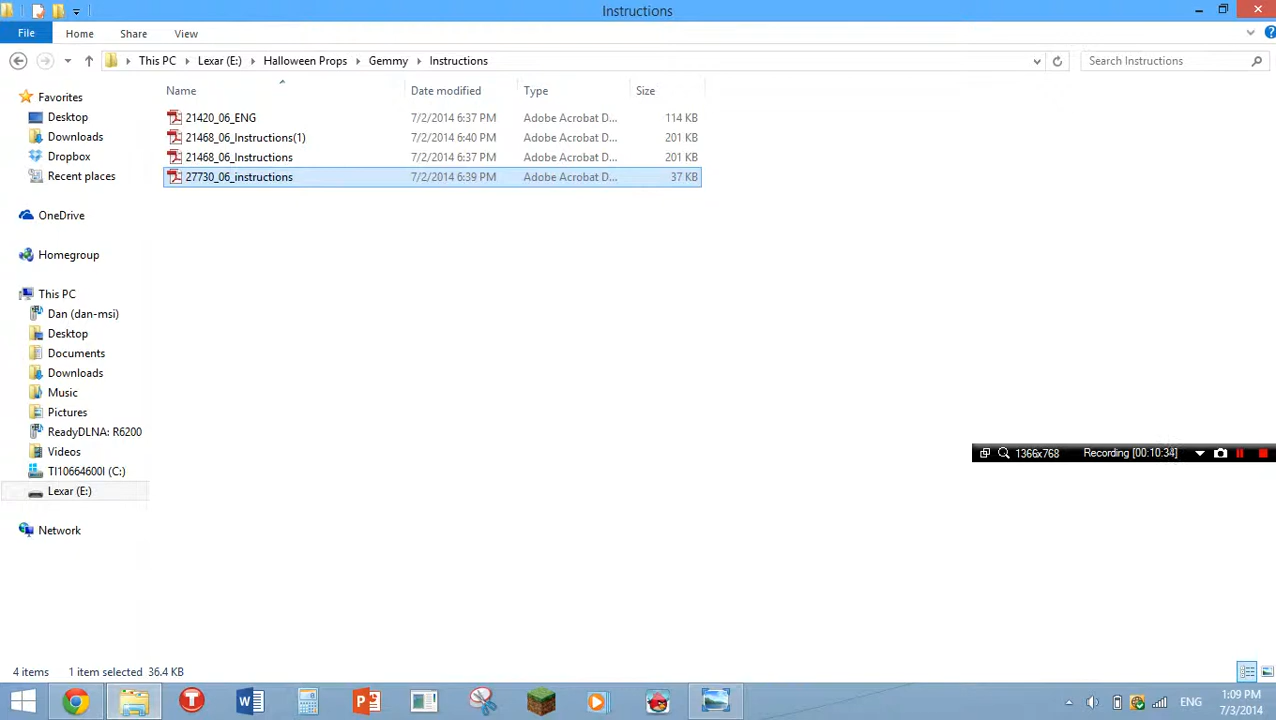 Instructions
File Home Share View
This PC Lexar (E:) Halloween Props Gemmy Instructions
Search Instructions
Name Date modified Type Size
21420_06_ENG 7/2/2014 6:37 PM Adobe Acrobat D... 114 KB
21468_06_Instructions(1) 7/2/2014 6:40 PM Adobe Acrobat D... 201 KB
21468_06_Instructions 7/2/2014 6:37 PM Adobe Acrobat D... 201 KB
27730_06_instructions 7/2/2014 6:39 PM Adobe Acrobat D... 37 KB
Favorites
Desktop
Downloads
Dropbox
Recent places
OneDrive
Homegroup
This PC
Dan (dan-msi)
Desktop
Documents
Downloads
Music
Pictures
ReadyDLNA: R6200
Videos
TI10664600I (C:)
Lexar (E:)
Network
1366x768 Recording [00:10:34]
4 items 1 item selected 36.4 KB
ENG
1:09 PM
7/3/2014